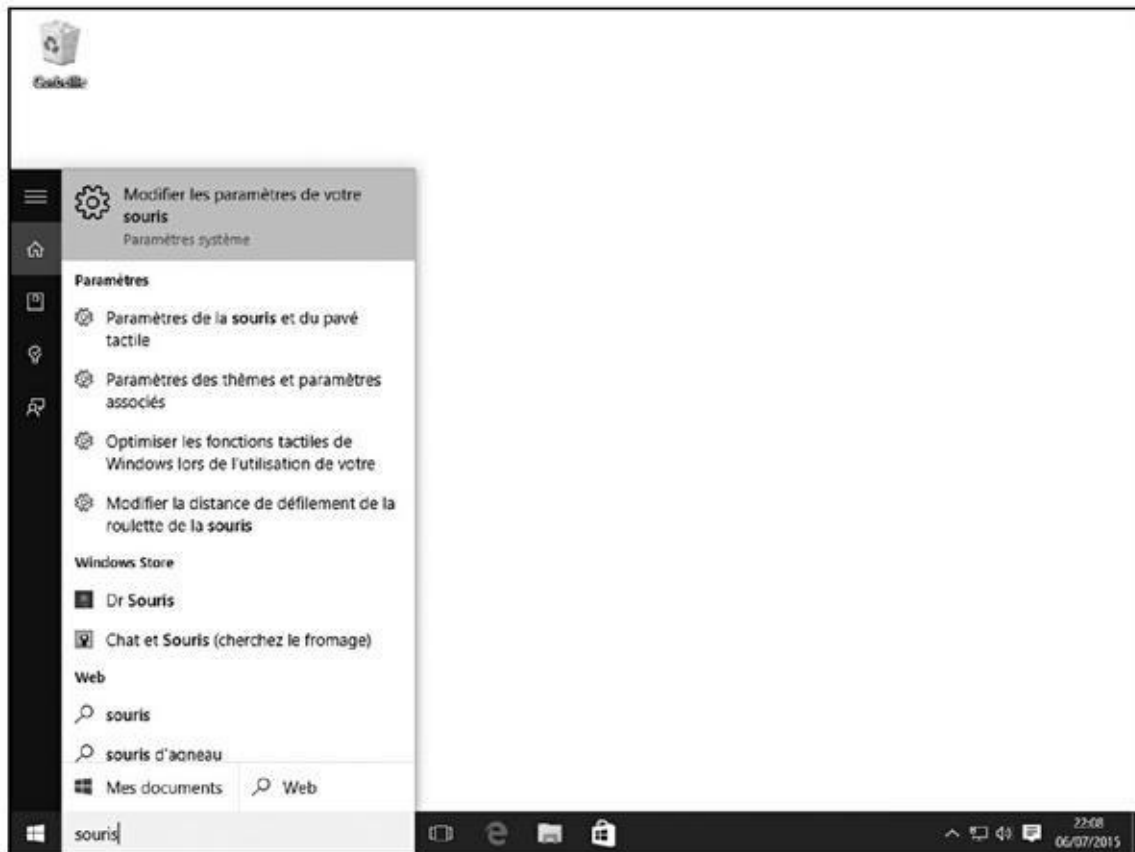 Corbeille
Modifier les paramètres de votre
souris
Paramètres système
Paramètres
Paramètres de la souris et du pavé
tactile
Paramètres des thèmes et paramètres
associés
Optimiser les fonctions tactiles de
Windows lors de l'utilisation de votre
Modifier la distance de défilement de la
roulette de la souris
Windows Store
Dr Souris
Chat et Souris (cherchez le fromage)
Web
souris
souris d'agneau
Mes documents
Web
souris
22:08
06/07/2015